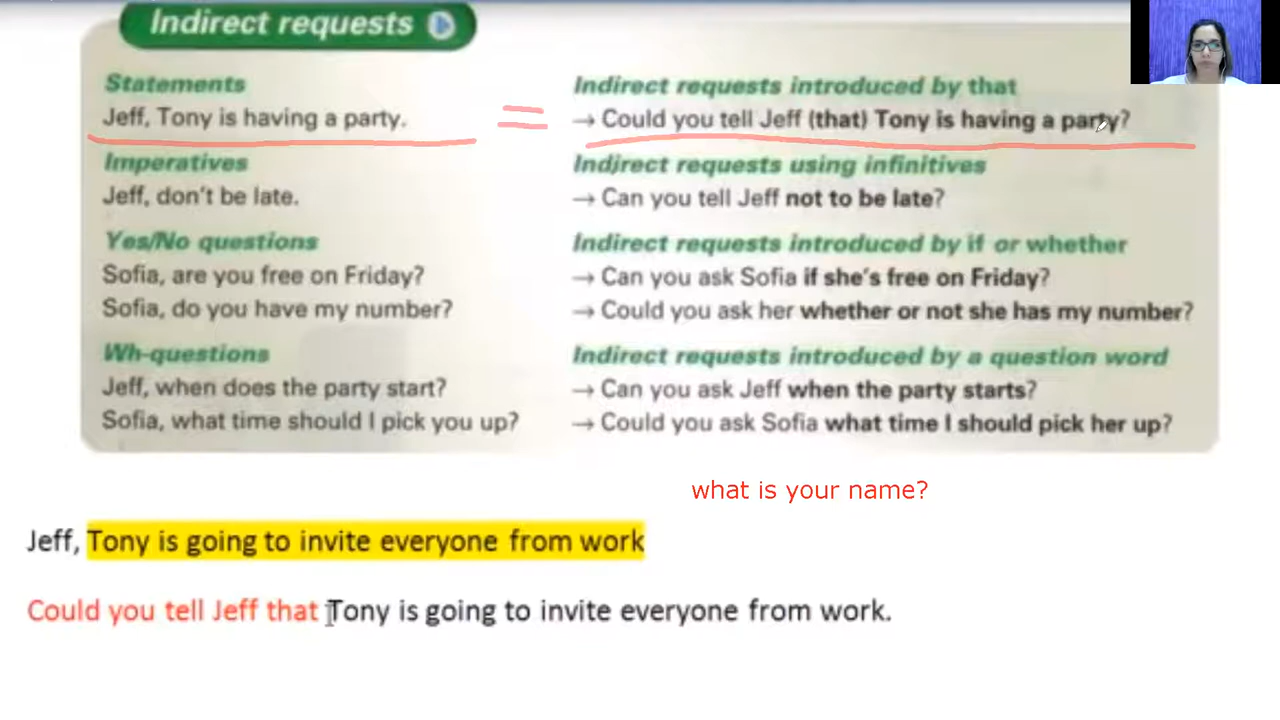 Indirect requests
Statements
Jeff, Tony is having a party.
Imperatives
Jeff, don't be late.
Yes/No questions
Sofia, are you free on Friday?
Sofia, do you have my number?
Wh-questions
Jeff, when does the party start?
Sofia, what time should I pick you up?
=
Indirect requests introduced by that
→ Could you tell Jeff (that) Tony is having a party?
Indirect requests using infinitives
→ Can you tell Jeff not to be late?
Indirect requests introduced by if or whether
→ Can you ask Sofia if she's free on Friday?
→ Could you ask her whether or not she has my number?
Indirect requests introduced by a question word
→ Can you ask Jeff when the party starts?
→ Could you ask Sofia what time I should pick her up?
what is your name?
Jeff, Tony is going to invite everyone from work
Could you tell Jeff that Tony is going to invite everyone from work.